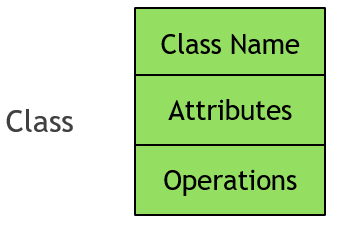 Class Name
Attributes
Class
Operations